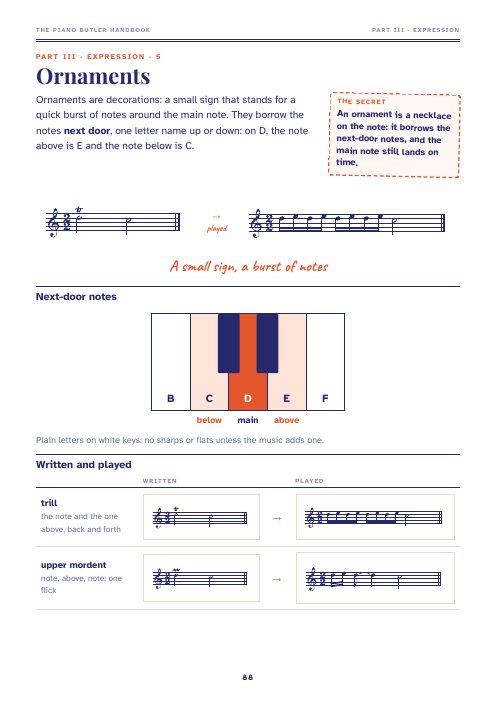 THE PIANO BUTLER HANDBOOK
PART III · EXPRESSION
PART III · EXPRESSION · 5
Ornaments
Ornaments are decorations: a small sign that stands for a
quick burst of notes around the main note. They borrow the
notes next door, one letter name up or down: on D, the note
above is E and the note below is C.
THE SECRET
An ornament is a necklace
on the note: it borrows the
next-door notes, and the
main note still lands on
time.
tr
→
played
A small sign, a burst of notes
Next-door notes
B C D E F
below main above
Plain letters on white keys: no sharps or flats unless the music adds one.
Written and played
WRITTEN PLAYED
trill
the note and the one
above, back and forth
tr
→
upper mordent
note, above, note: one
flick
→
88